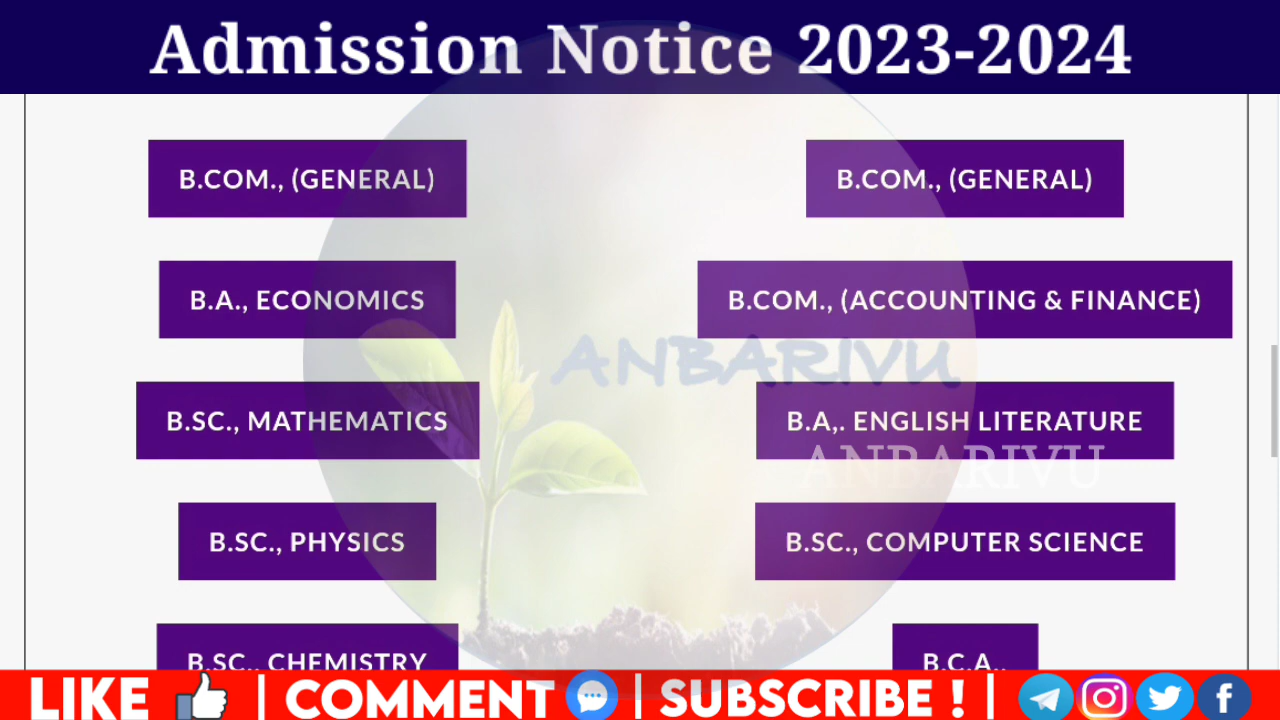 Admission Notice 2023-2024
B.COM., (GENERAL)
B.A., ECONOMICS
B.SC., MATHEMATICS
B.SC., PHYSICS
B.SC., CHEMISTRY
B.COM., (GENERAL)
B.COM., (ACCOUNTING & FINANCE)
B.A,. ENGLISH LITERATURE
B.SC., COMPUTER SCIENCE
B.C.A.,
ANBARIVU
ANBARIVU
LIKE | COMMENT | SUBSCRIBE ! |